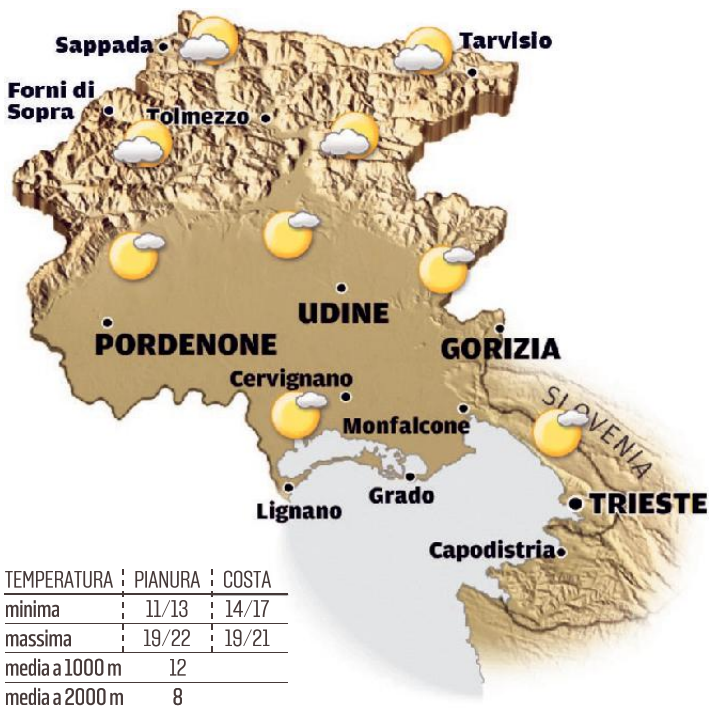 Sappada
Tarvisio
Forni di
Sopra
Tolmezzo
UDINE
PORDENONE
GORIZIA
Cervignano
SLOVENIA
Monfalcone
Grado
Lignano
TRIESTE
Capodistria
TEMPERATURA PIANURA COSTA
minima 11/13 14/17
massima 19/22 19/21
media a 1000 m 12
media a 2000 m 8